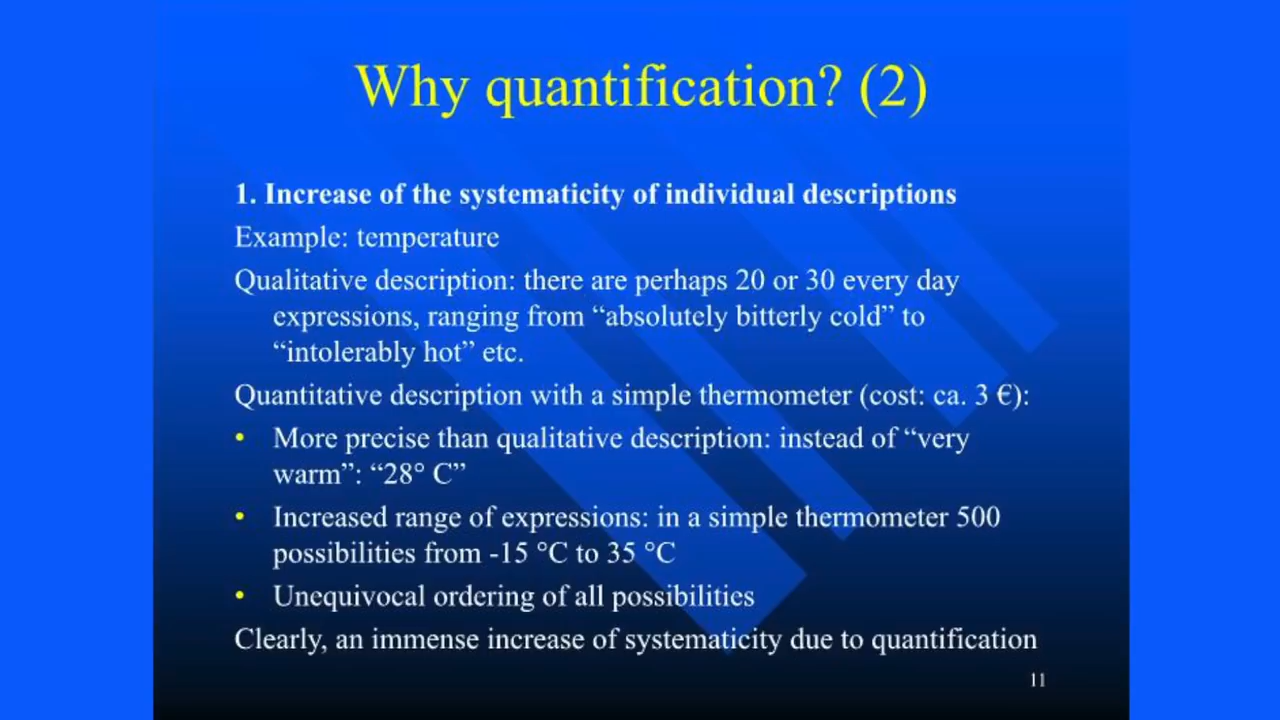 Why quantification? (2)
1. Increase of the systematicity of individual descriptions
Example: temperature
Qualitative description: there are perhaps 20 or 30 every day
expressions, ranging from “absolutely bitterly cold” to
“intolerably hot” etc.
Quantitative description with a simple thermometer (cost: ca. 3 €):
• More precise than qualitative description: instead of “very
warm”: “28° C”
• Increased range of expressions: in a simple thermometer 500
possibilities from -15 °C to 35 °C
• Unequivocal ordering of all possibilities
Clearly, an immense increase of systematicity due to quantification
11